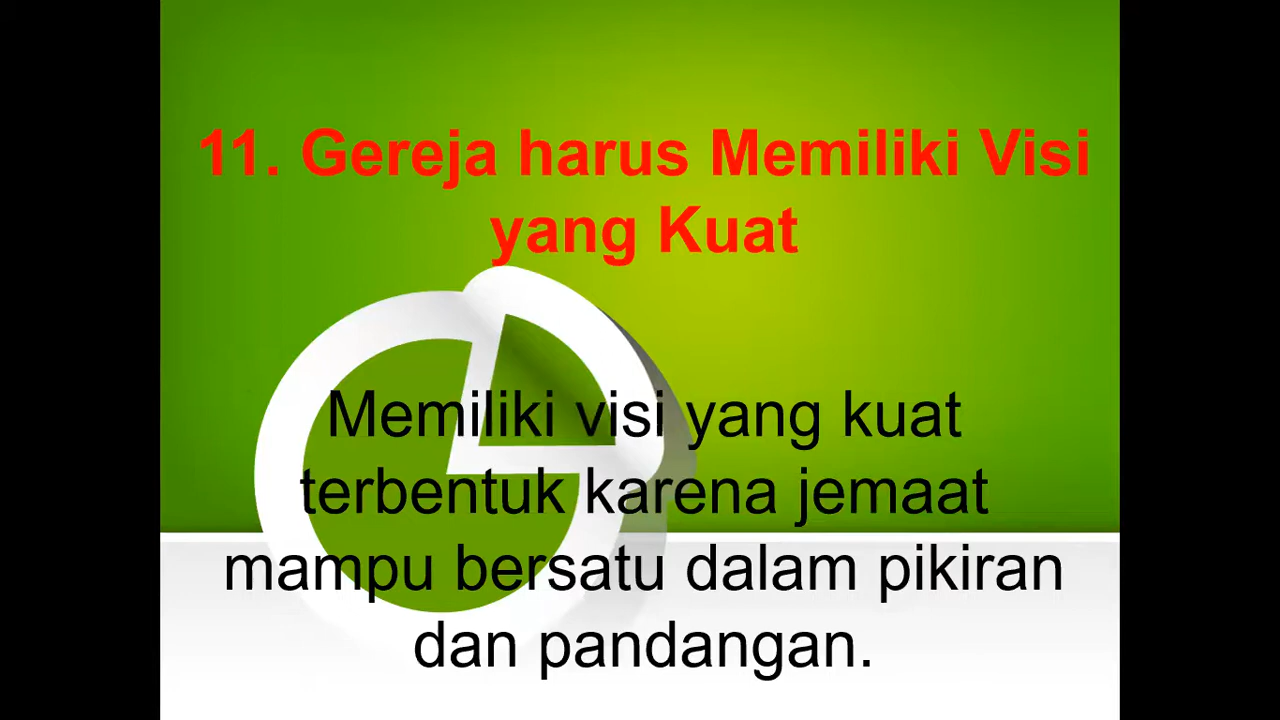 11. Gereja harus Memiliki Visi
yang Kuat
Memiliki visi yang kuat
terbentuk karena jemaat
mampu bersatu dalam pikiran
dan pandangan.